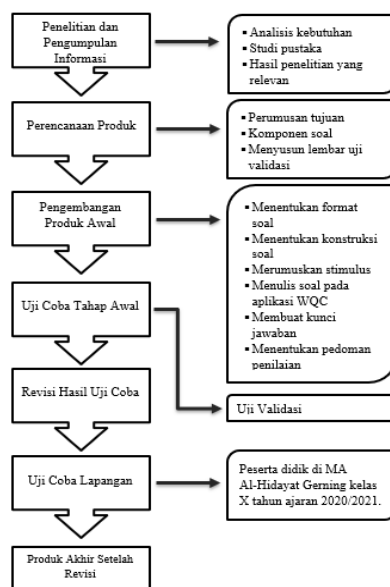 Penelitian dan
Pengumpulan
Informasi
▪ Analisis kebutuhan
▪ Studi pustaka
▪ Hasil penelitian yang
relevan
Perencanaan Produk
▪ Perumusan tujuan
▪ Komponen soal
▪ Menyusun lembar uji
validasi
Pengembangan
Produk Awal
▪ Menentukan format
soal
▪ Menentukan konstruksi
soal
▪ Merumuskan stimulus
▪ Menulis soal pada
aplikasi WQC
▪ Membuat kunci
jawaban
▪ Menentukan pedoman
penilaian
Uji Coba Tahap Awal
Uji Validasi
Revisi Hasil Uji Coba
Uji Coba Lapangan
Peserta didik di MA
Al-Hidayat Gerning kelas
X tahun ajaran 2020/2021.
Produk Akhir Setelah
Revisi